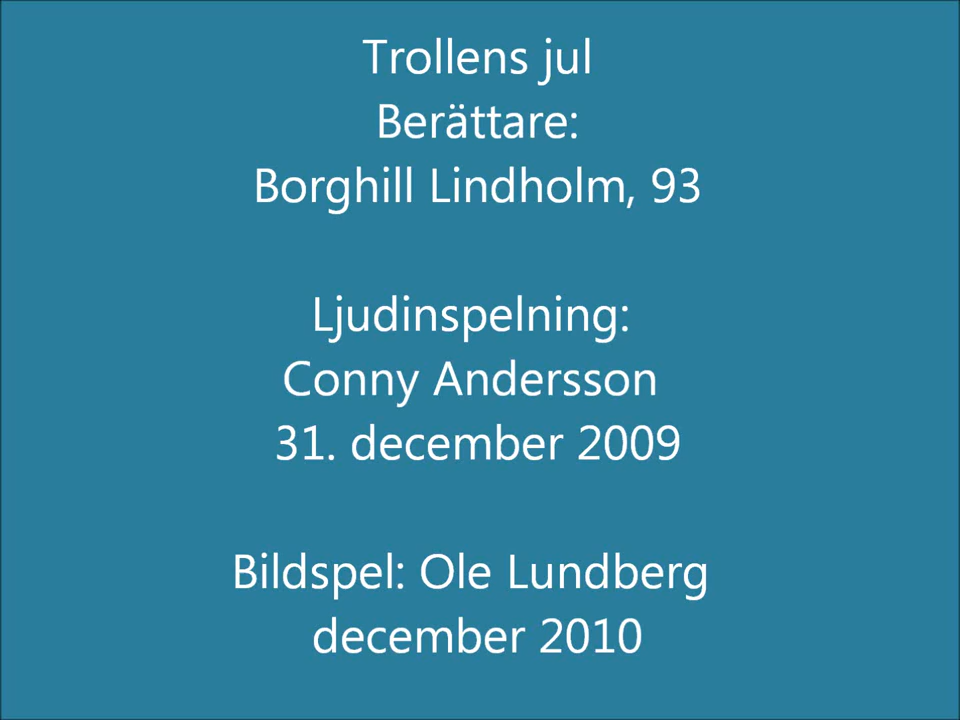 Trollens jul
Berättare:
Borghill Lindholm, 93
Ljudinspelning:
Conny Andersson
31. december 2009
Bildspel: Ole Lundberg
december 2010